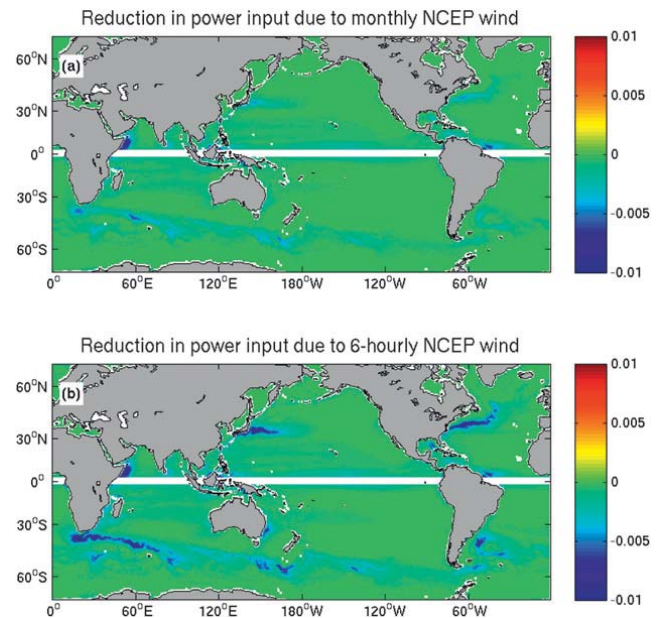 Reduction in power input due to monthly NCEP wind
(a)
60°N
30°N
0°
30°S
60°S
0° 60°E 120°E 180°W 120°W 60°W
0.01
0.005
0
-0.005
-0.01
Reduction in power input due to 6-hourly NCEP wind
(b)
60°N
30°N
0°
30°S
60°S
0° 60°E 120°E 180°W 120°W 60°W
0.01
0.005
0
-0.005
-0.01